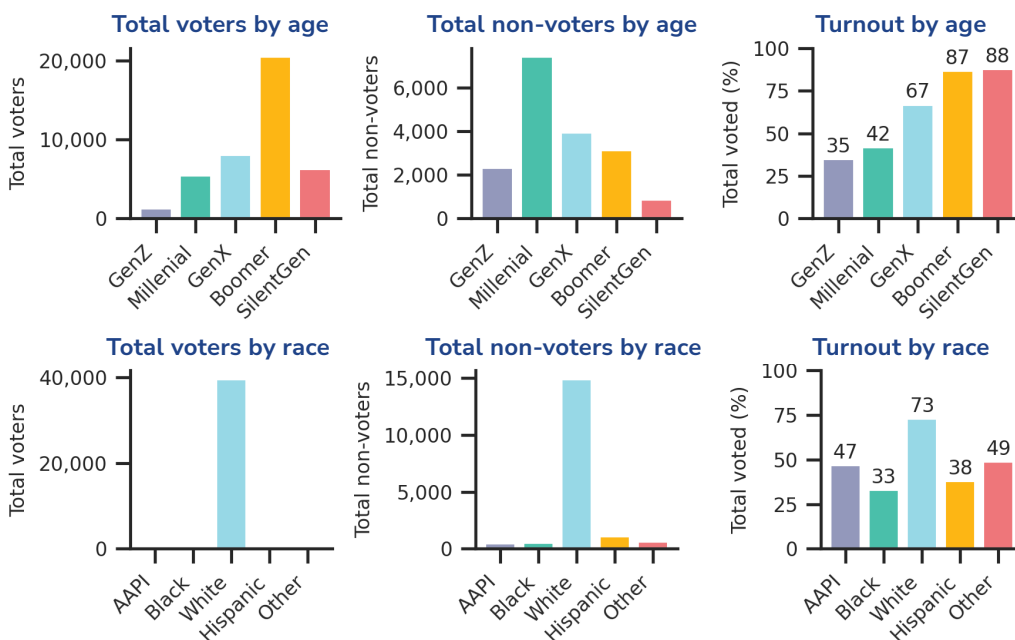 Total voters by age
Total voters
20,000
10,000
0
GenZ
Millenial
GenX
Boomer
SilentGen
Total non-voters by age
Total non-voters
6,000
4,000
2,000
0
GenZ
Millenial
GenX
Boomer
SilentGen
Turnout by age
Total voted (%)
100
75
50
25
0
35
42
67
87
88
GenZ
Millenial
GenX
Boomer
SilentGen
Total voters by race
Total voters
40,000
20,000
0
AAPI
Black
White
Hispanic
Other
Total non-voters by race
Total non-voters
15,000
10,000
5,000
0
AAPI
Black
White
Hispanic
Other
Turnout by race
Total voted (%)
100
75
50
25
0
47
33
73
38
49
AAPI
Black
White
Hispanic
Other